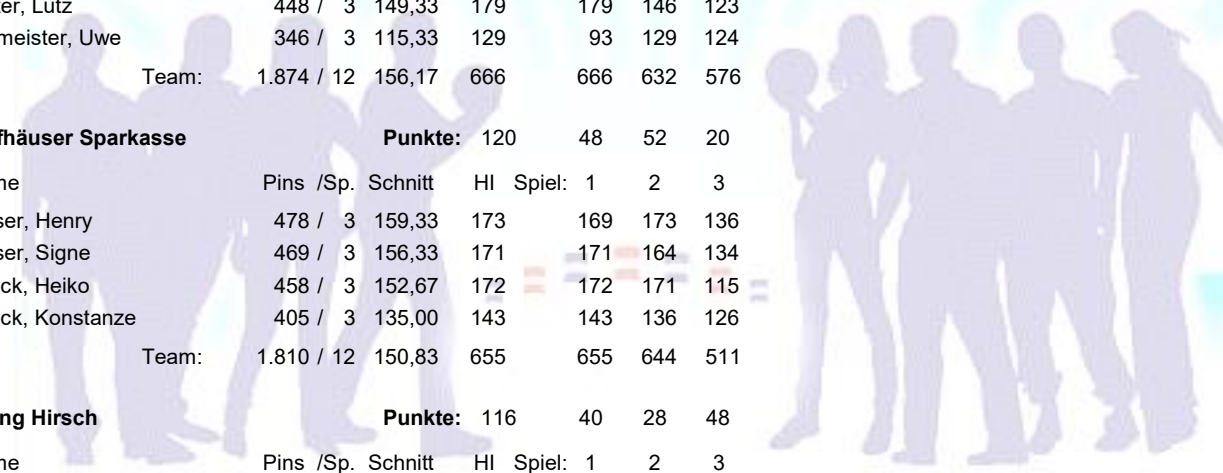 er, Lutz 448 / 3 149,33 179 179 146 123
meister, Uwe 346 / 3 115,33 129 93 129 124
Team: 1.874 / 12 156,17 666 666 632 576
fhäuser Sparkasse Punkte: 120 48 52 20
me Pins /Sp. Schnitt HI Spiel: 1 2 3
ser, Henry 478 / 3 159,33 173 169 173 136
ser, Signe 469 / 3 156,33 171 171 164 134
ck, Heiko 458 / 3 152,67 172 172 171 115
ck, Konstanze 405 / 3 135,00 143 143 136 126
Team: 1.810 / 12 150,83 655 655 644 511
ng Hirsch Punkte: 116 40 28 48
me Pins /Sp. Schnitt HI Spiel: 1 2 3